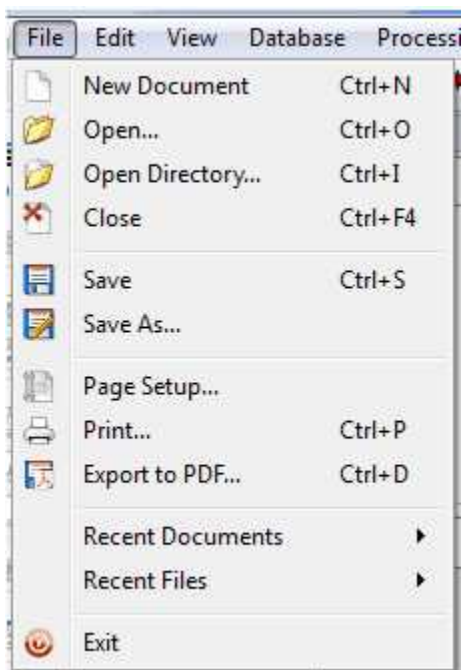 File Edit View Database Processi
New Document Ctrl+N
Open... Ctrl+O
Open Directory... Ctrl+I
Close Ctrl+F4
Save Ctrl+S
Save As...
Page Setup...
Print... Ctrl+P
Export to PDF... Ctrl+D
Recent Documents
Recent Files
Exit